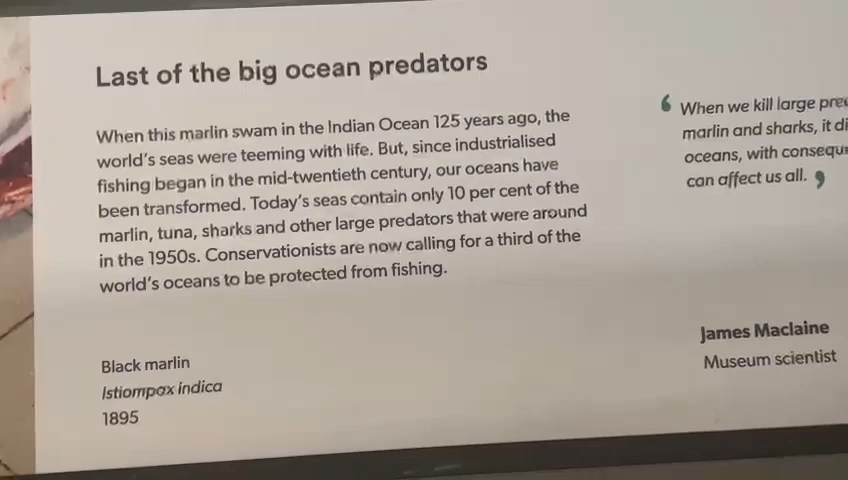 Last of the big ocean predators
When this marlin swam in the Indian Ocean 125 years ago, the
world's seas were teeming with life. But, since industrialised
fishing began in the mid-twentieth century, our oceans have
been transformed. Today's seas contain only 10 per cent of the
marlin, tuna, sharks and other large predators that were around
in the 1950s. Conservationists are now calling for a third of the
world's oceans to be protected from fishing.
Black marlin
Istiompax indica
1895
‘ When we kill large
marlin and sharks, it
oceans, with
can affect us all. ’
James Maclaine
Museum scientist